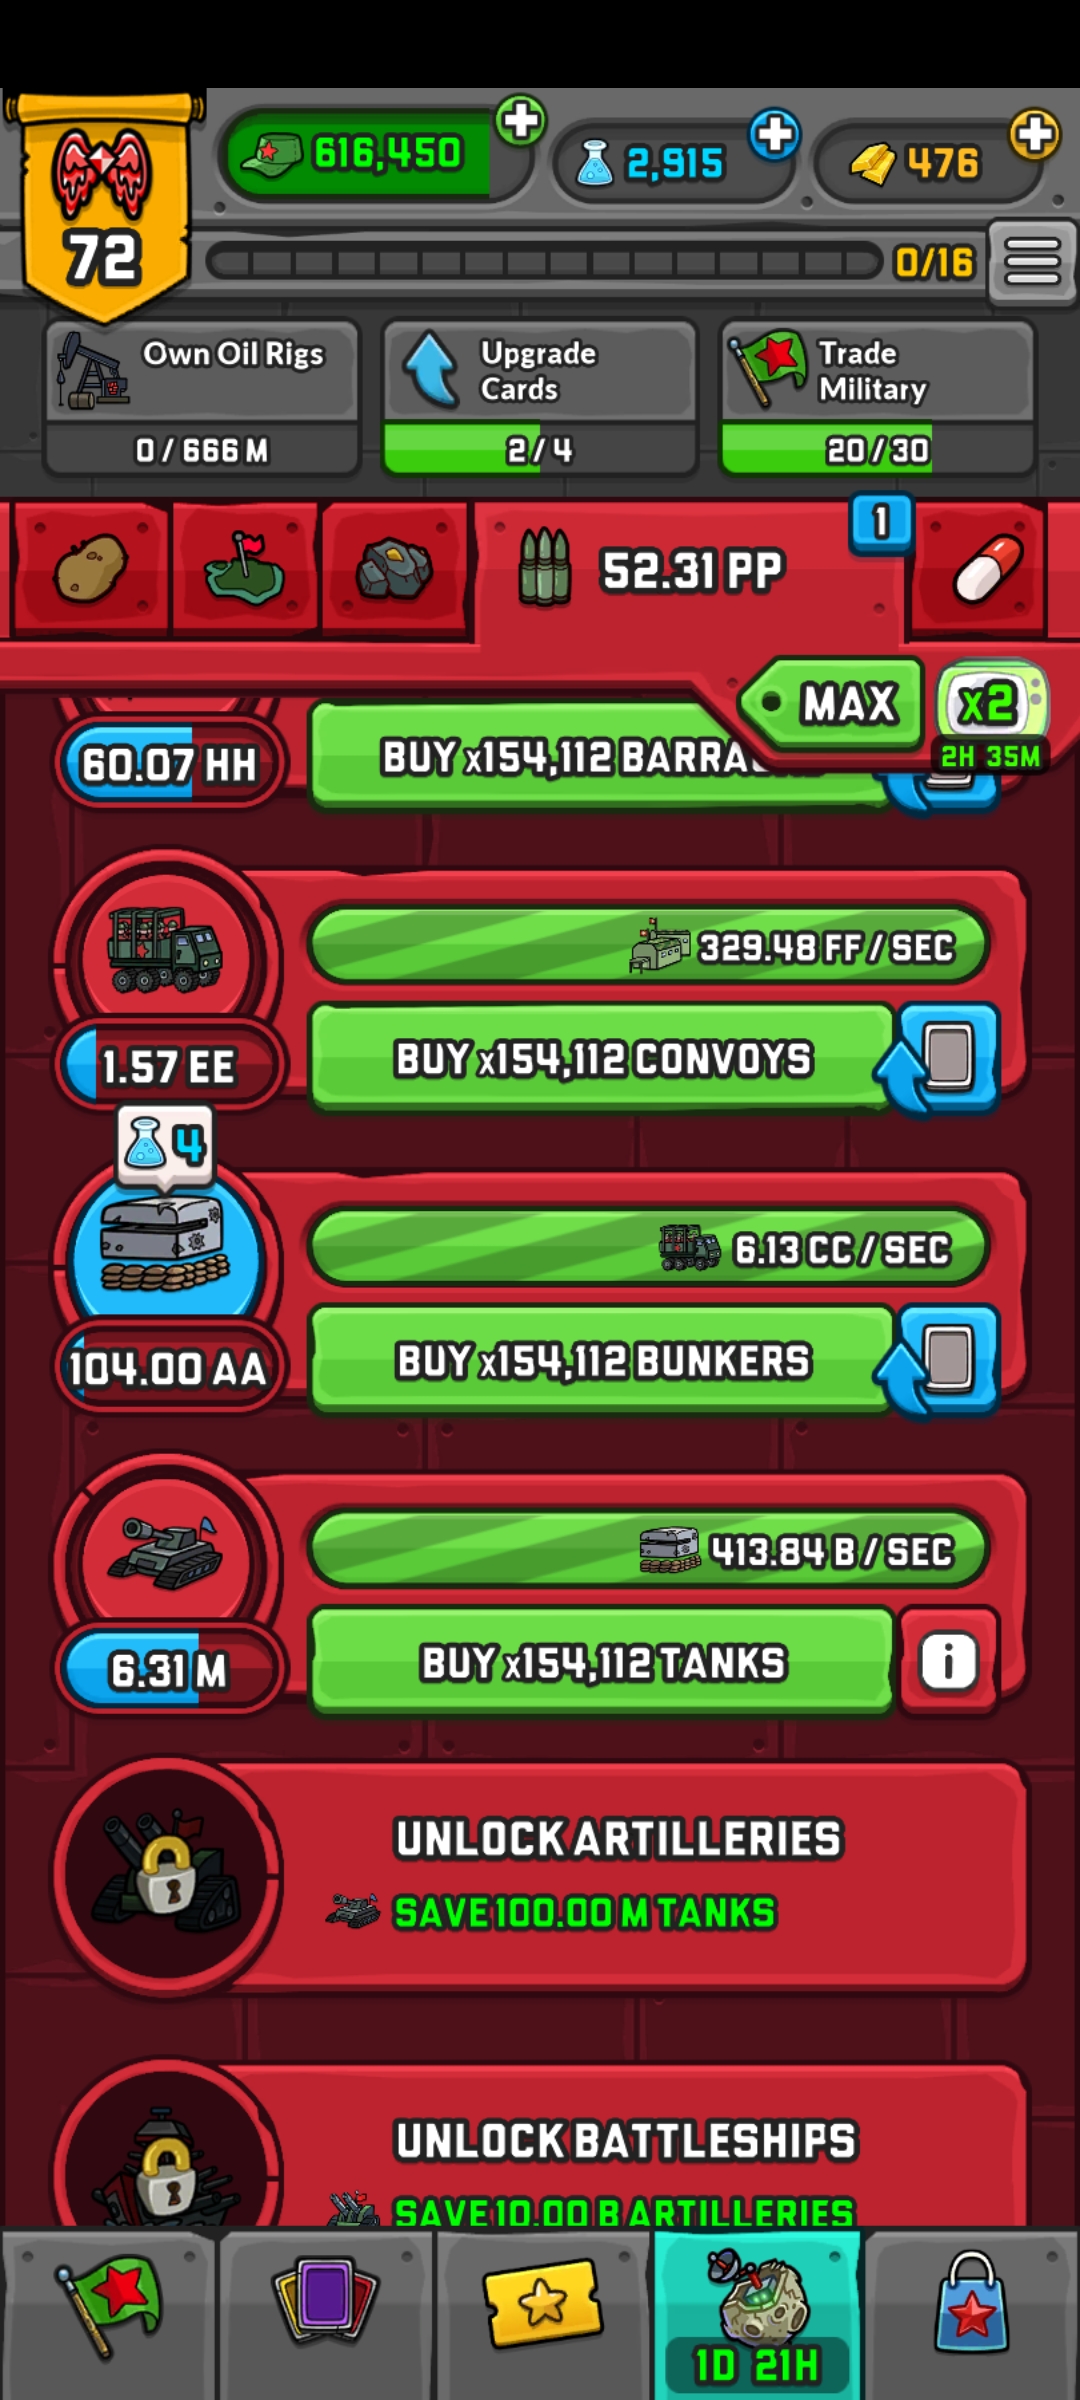 616,450
2,915
476
72
0/16
Own Oil Rigs
0 / 666 M
Upgrade
Cards
2 / 4
Trade
Military
20 / 30
52.31 PP
1
MAX
x2
2H 35M
60.07 HH
BUY x154,112 BARRA
329.48 FF / SEC
1.57 EE
BUY x154,112 CONVOYS
4
6.13 CC / SEC
104.00 AA
BUY x154,112 BUNKERS
413.84 B / SEC
6.31 M
BUY x154,112 TANKS
i
UNLOCK ARTILLERIES
SAVE 100.00 M TANKS
UNLOCK BATTLESHIPS
SAVE 10.00 B ARTILLERIES
1D 21H